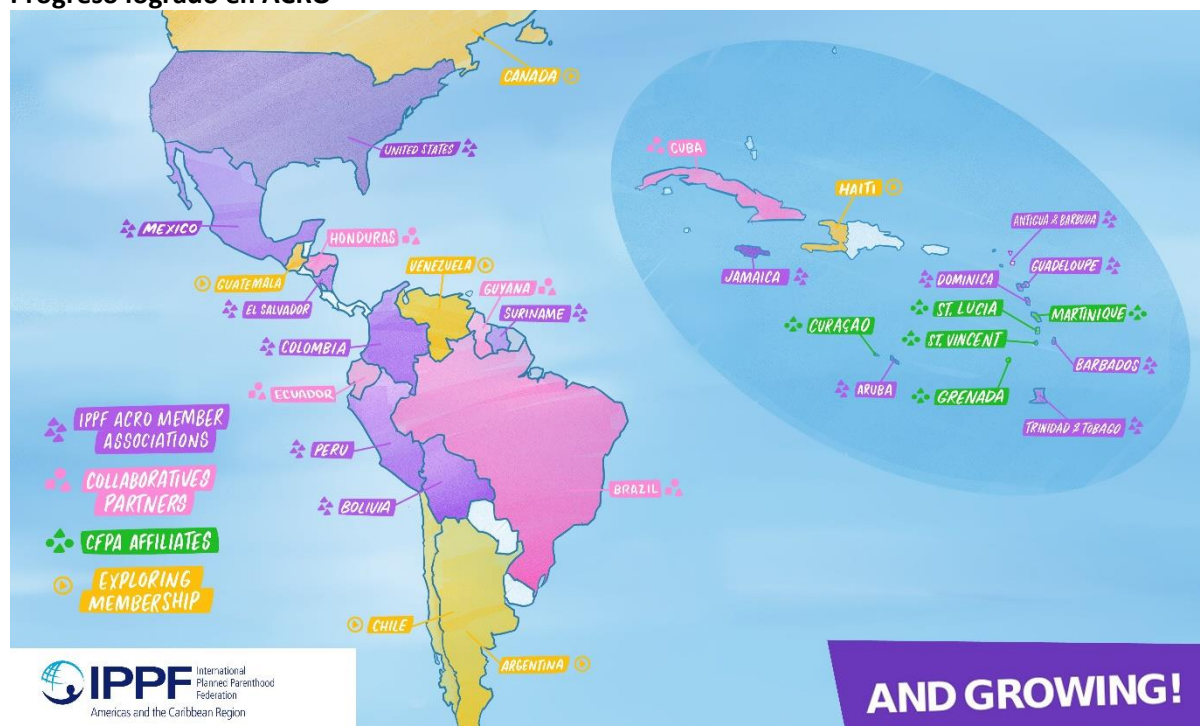 Progreso logrado en ACRO
CANADA
UNITED STATES
MEXICO
HONDURAS
GUATEMALA
EL SALVADOR
VENEZUELA
GUYANA
SURINAME
COLOMBIA
ECUADOR
PERU
BRAZIL
BOLIVIA
CHILE
ARGENTINA
CUBA
HAITI
JAMAICA
ANTIGUA & BARBUDA
DOMINICA
GUADELOUPE
ST. LUCIA
MARTINIQUE
CURAÇAO
ST. VINCENT
BARBADOS
ARUBA
GRENADA
TRINIDAD & TOBAGO
IPPF ACRO MEMBER
ASSOCIATIONS
COLLABORATIVES
PARTNERS
CFPA AFFILIATES
EXPLORING
MEMBERSHIP
IPPF
International
Planned Parenthood
Federation
Americas and the Caribbean Region
AND GROWING!